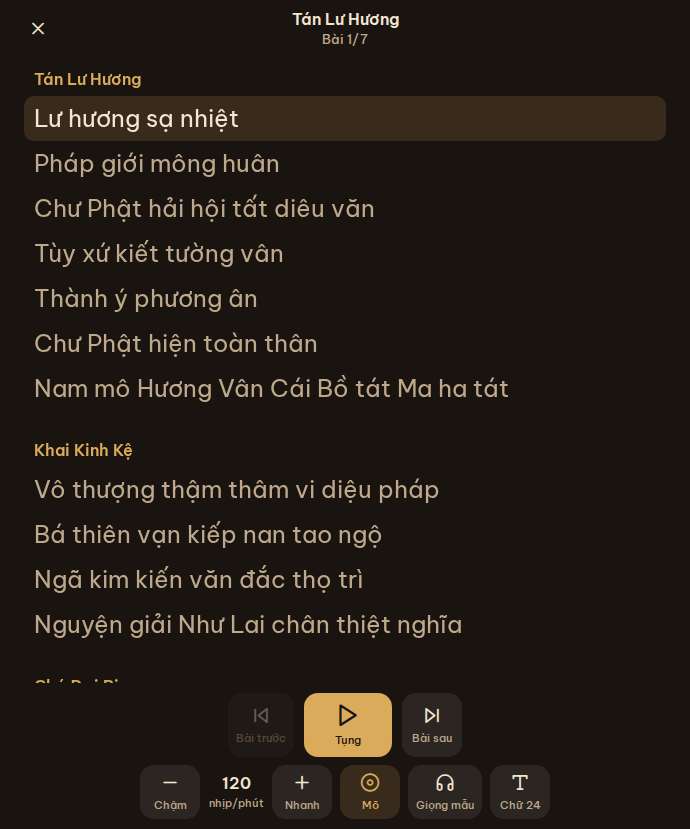 Tán Lư Hương
Bài 1/7
Tán Lư Hương
Lư hương sạ nhiệt
Pháp giới mông huân
Chư Phật hải hội tất diêu văn
Tùy xứ kiết tường vân
Thành ý phương ân
Chư Phật hiện toàn thân
Nam mô Hương Vân Cái Bồ tát Ma ha tát
Khai Kinh Kệ
Vô thượng thậm thâm vi diệu pháp
Bá thiên vạn kiếp nan tao ngộ
Ngã kim kiến văn đắc thọ trì
Nguyện giải Như Lai chân thiệt nghĩa
Bài trước
Tụng
Bài sau
Chậm
120
nhịp/phút
Nhanh
Mõ
Giọng mẫu
Chữ 24